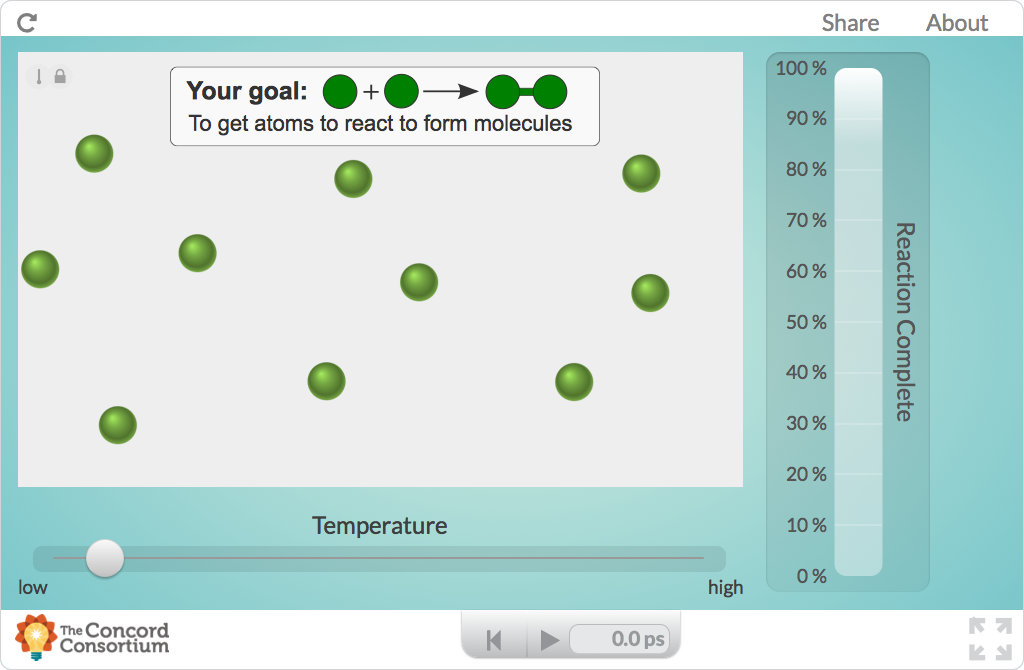 Share About
Your goal: + 
To get atoms to react to form molecules
100 %
90 %
80 %
70 %
60 %
50 %
40 %
30 %
20 %
10 %
0 %
Reaction Complete
Temperature
low high
The Concord
Consortium
0.0 ps